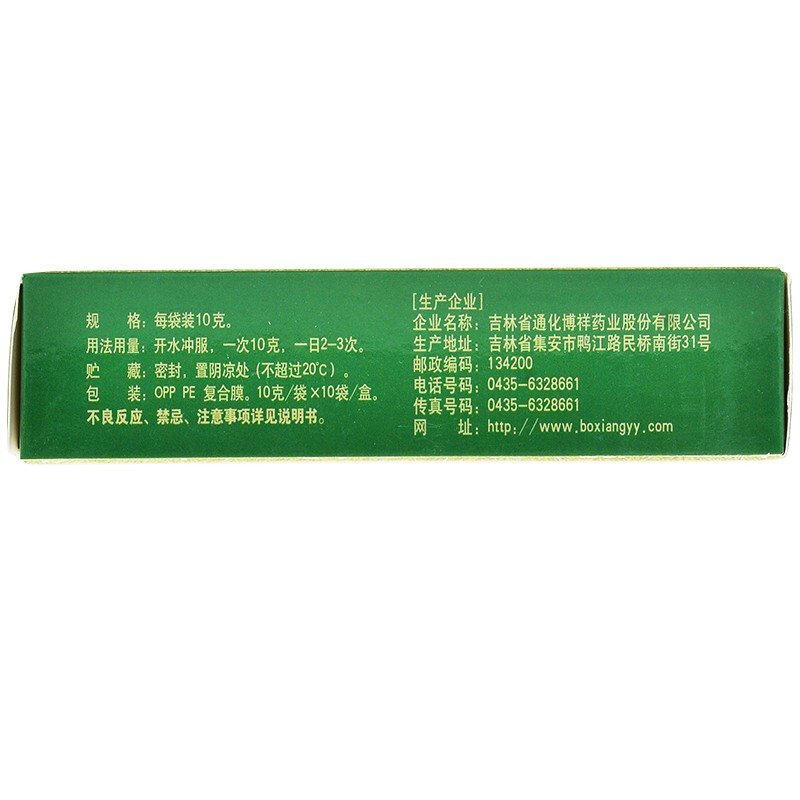 规　格：每袋装10克。
用法用量：开水冲服，一次10克，一日2-3次。
贮　藏：密封，置阴凉处（不超过20℃）。
包　装：OPP PE 复合膜。10克/袋×10袋/盒。
不良反应、禁忌、注意事项详见说明书。
[生产企业]
企业名称：吉林省通化博祥药业股份有限公司
生产地址：吉林省集安市鸭江路民桥南街31号
邮政编码：134200
电话号码：0435-6328661
传真号码：0435-6328661
网　址：http://www.boxiangyy.com